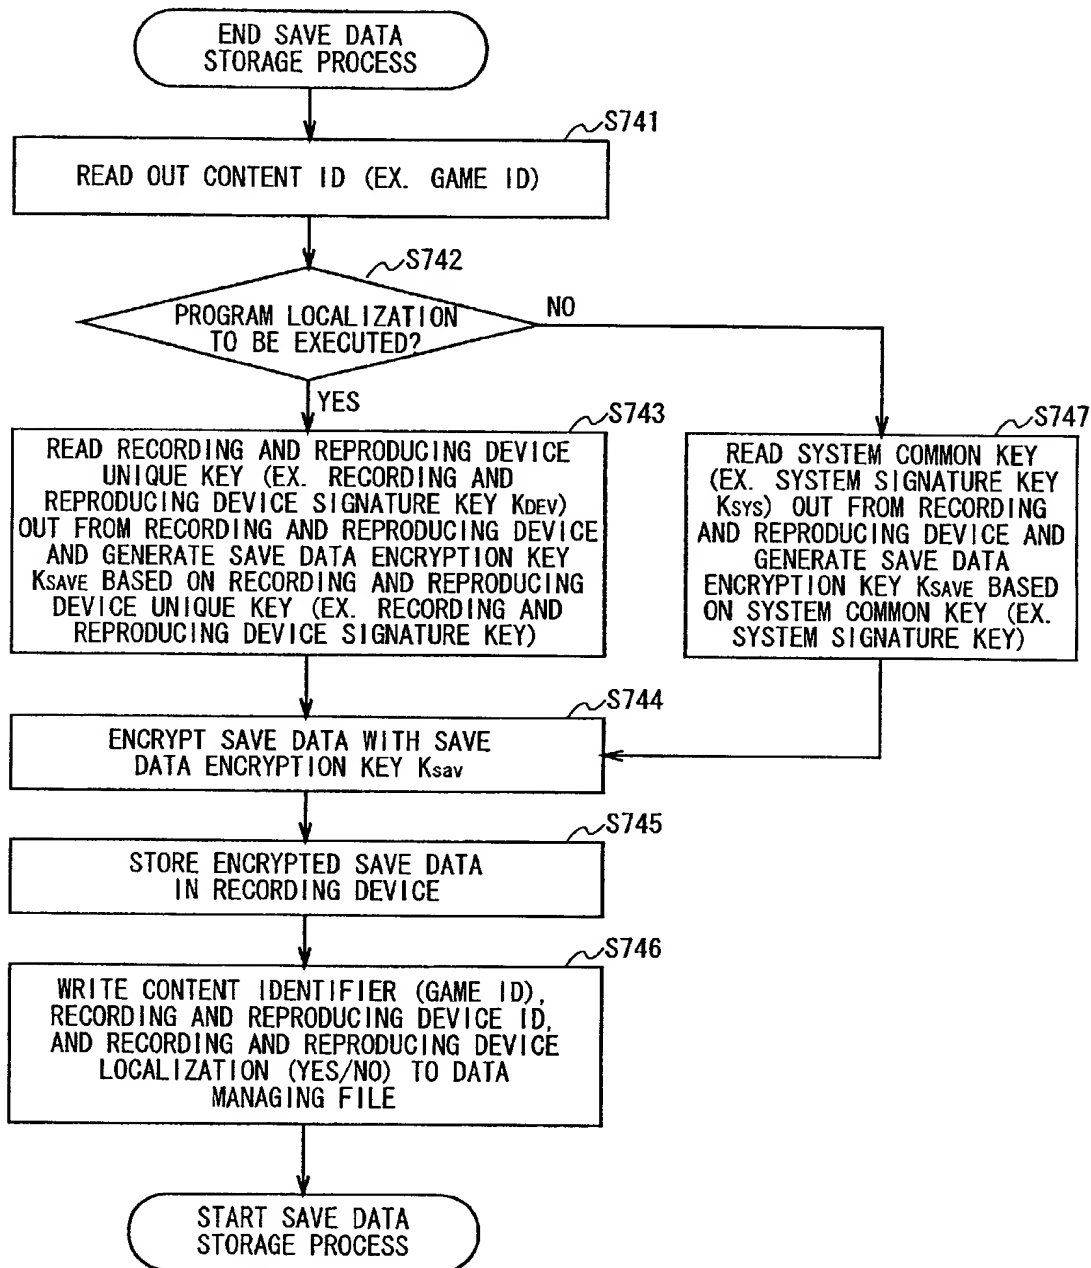 END SAVE DATA
STORAGE PROCESS
S741
READ OUT CONTENT ID (EX. GAME ID)
S742
PROGRAM LOCALIZATION
TO BE EXECUTED?
NO
YES
S743
READ RECORDING AND REPRODUCING DEVICE
UNIQUE KEY (EX. RECORDING AND
REPRODUCING DEVICE SIGNATURE KEY KDEV)
OUT FROM RECORDING AND REPRODUCING DEVICE
AND GENERATE SAVE DATA ENCRYPTION KEY
KSAVE BASED ON RECORDING AND REPRODUCING
DEVICE UNIQUE KEY (EX. RECORDING AND
REPRODUCING DEVICE SIGNATURE KEY)
S747
READ SYSTEM COMMON KEY
(EX. SYSTEM SIGNATURE KEY
KSYS) OUT FROM RECORDING
AND REPRODUCING DEVICE AND
GENERATE SAVE DATA
ENCRYPTION KEY KSAVE BASED
ON SYSTEM COMMON KEY (EX.
SYSTEM SIGNATURE KEY)
S744
ENCRYPT SAVE DATA WITH SAVE
DATA ENCRYPTION KEY Ksav
S745
STORE ENCRYPTED SAVE DATA
IN RECORDING DEVICE
S746
WRITE CONTENT IDENTIFIER (GAME ID),
RECORDING AND REPRODUCING DEVICE ID,
AND RECORDING AND REPRODUCING DEVICE
LOCALIZATION (YES/NO) TO DATA
MANAGING FILE
START SAVE DATA
STORAGE PROCESS